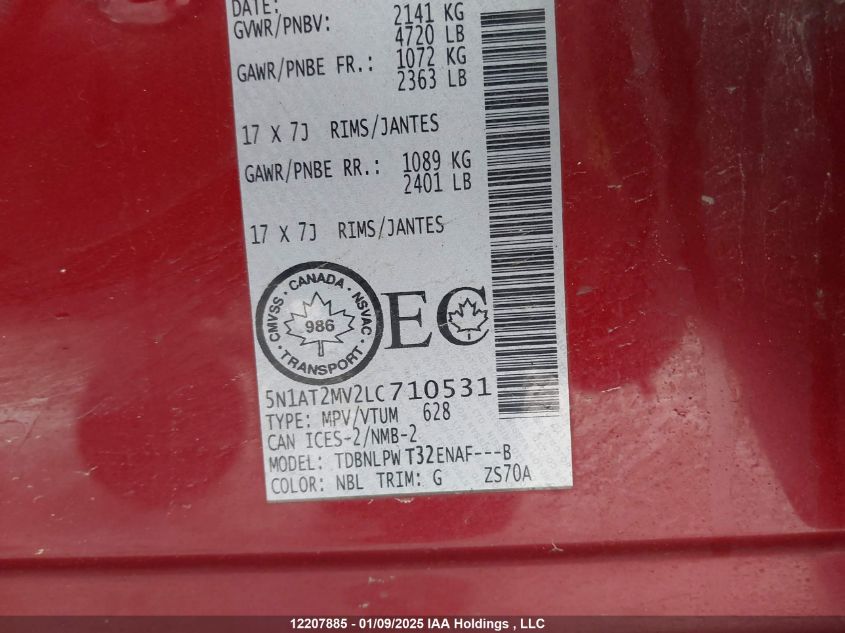 DATE:
GVWR/PNBV: 2141 KG
4720 LB
GAWR/PNBE FR.: 1072 KG
2363 LB
17 X 7J RIMS/JANTES
GAWR/PNBE RR.: 1089 KG
2401 LB
17 X 7J RIMS/JANTES
CMVSS · CANADA · NSVAC
986
TRANSPORT
EC
5N1AT2MV2LC710531
TYPE: MPV/VTUM 628
CAN ICES-2/NMB-2
MODEL: TDBNLPW T32ENAF---B
COLOR: NBL TRIM: G ZS70A
12207885 - 01/09/2025 IAA Holdings , LLC